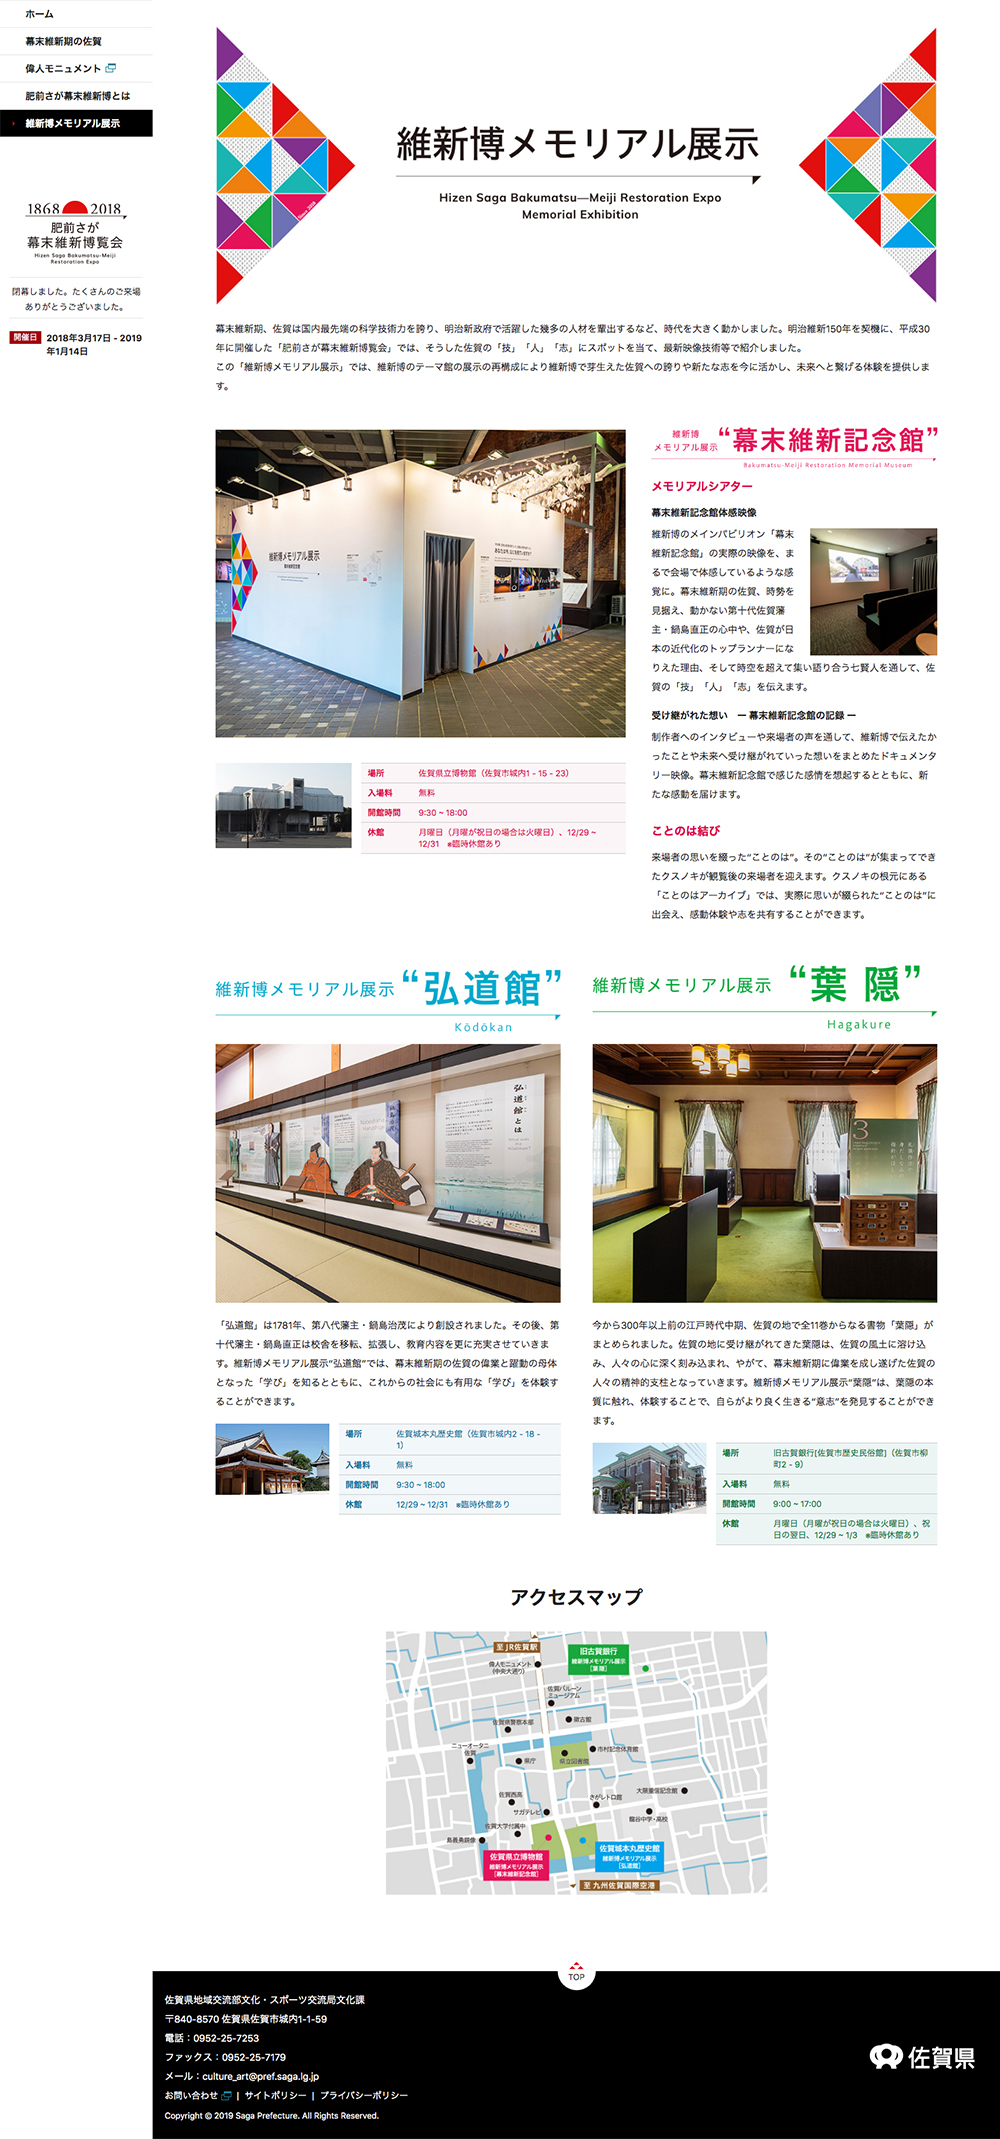 ホーム
幕末維新期の佐賀
偉人モニュメント
肥前さが幕末維新博とは
維新博メモリアル展示
1868 2018
肥前さが
幕末維新博覧会
Hizen Saga Bakumatsu-Meiji
Restoration Expo
閉幕しました。たくさんのご来場
ありがとうございました。
開催日 2018年3月17日 - 2019
年1月14日
維新博メモリアル展示
Hizen Saga Bakumatsu—Meiji Restoration Expo
Memorial Exhibition
Since 2018
幕末維新期、佐賀は国内最先端の科学技術力を誇り、明治新政府で活躍した幾多の人材を輩出するなど、時代を大きく動かしました。明治維新150年を契機に、平成30
年に開催した「肥前さが幕末維新博覧会」では、そうした佐賀の「技」「人」「志」にスポットを当て、最新映像技術等で紹介しました。
この「維新博メモリアル展示」では、維新博のテーマ館の展示の再構成により維新博で芽生えた佐賀への誇りや新たな志を今に活かし、未来へと繋げる体験を提供しま
す。
維新博メモリアル展示
維新博
メモリアル展示 “幕末維新記念館”
Bakumatsu-Meiji Restoration Memorial Museum
メモリアルシアター
幕末維新記念館体感映像
維新博のメインパビリオン「幕末
維新記念館」の実際の映像を、ま
るで会場で体感しているような感
覚に。幕末維新期の佐賀、時勢を
見据え、動かない第十代佐賀藩
主・鍋島直正の心中や、佐賀が日
本の近代化のトップランナーにな
りえた理由、そして時空を超えて集い語り合う七賢人を通して、佐
賀の「技」「人」「志」を伝えます。
受け継がれた想い ー 幕末維新記念館の記録 ー
制作者へのインタビューや来場者の声を通して、維新博で伝えたか
ったことや未来へ受け継がれていった想いをまとめたドキュメンタ
リー映像。幕末維新記念館で感じた感情を想起するとともに、新
たな感動を届けます。
ことのは結び
来場者の思いを綴った“ことのは”。その“ことのは”が集まってでき
たクスノキが観覧後の来場者を迎えます。クスノキの根元にある
「ことのはアーカイブ」では、実際に思いが綴られた“ことのは”に
出会え、感動体験や志を共有することができます。
場所 佐賀県立博物館（佐賀市城内1 - 15 - 23）
入場料 無料
開館時間 9:30 ~ 18:00
休館 月曜日（月曜が祝日の場合は火曜日）、12/29 ~
12/31 ※臨時休館あり
維新博メモリアル展示 “弘道館”
Kōdōkan
弘道館とは
「弘道館」は1781年、第八代藩主・鍋島治茂により創設されました。その後、第
十代藩主・鍋島直正は校舎を移転、拡張し、教育内容を更に充実させていきま
す。維新博メモリアル展示“弘道館”では、幕末維新期の佐賀の偉業と躍動の母体
となった「学び」を知るとともに、これからの社会にも有用な「学び」を体験す
ることができます。
場所 佐賀城本丸歴史館（佐賀市城内2 - 18 -
1）
入場料 無料
開館時間 9:30 ~ 18:00
休館 12/29 ~ 12/31 ※臨時休館あり
維新博メモリアル展示 “葉 隠”
Hagakure
3
今から300年以上前の江戸時代中期、佐賀の地で全11巻からなる書物「葉隠」が
まとめられました。佐賀の地に受け継がれてきた葉隠は、佐賀の風土に溶け込
み、人々の心に深く刻み込まれ、やがて、幕末維新期に偉業を成し遂げた佐賀の
人々の精神的支柱となっていきます。維新博メモリアル展示“葉隠”は、葉隠の本
質に触れ、体験することで、自らがより良く生きる“意志”を発見することができ
ます。
場所 旧古賀銀行[佐賀市歴史民俗館]（佐賀市柳
町2 - 9）
入場料 無料
開館時間 9:00 ~ 17:00
休館 月曜日（月曜が祝日の場合は火曜日）、祝
日の翌日、12/29 ~ 1/3 ※臨時休館あり
アクセスマップ
至 JR佐賀駅
偉人モニュメント
(中央大通り)
旧古賀銀行
維新博メモリアル展示
[葉隠]
佐賀バルーン
ミュージアム
徴古館
佐賀県警察本部
ニューオータニ
佐賀
県庁
県立図書館
市村記念体育館
佐賀西高
サガテレビ
さがレトロ館
大隈重信記念館
龍谷中学・高校
佐賀大学付属中
島義勇銅像
佐賀県立博物館
維新博メモリアル展示
[幕末維新記念館]
佐賀城本丸歴史館
維新博メモリアル展示
[弘道館]
至 九州佐賀国際空港
TOP
佐賀県地域交流部文化・スポーツ交流局文化課
〒840-8570 佐賀県佐賀市城内1-1-59
電話：0952-25-7253
ファックス：0952-25-7179
メール：culture_art@pref.saga.lg.jp
お問い合わせ | サイトポリシー | プライバシーポリシー
Copyright © 2019 Saga Prefecture. All Rights Reserved.
佐賀県